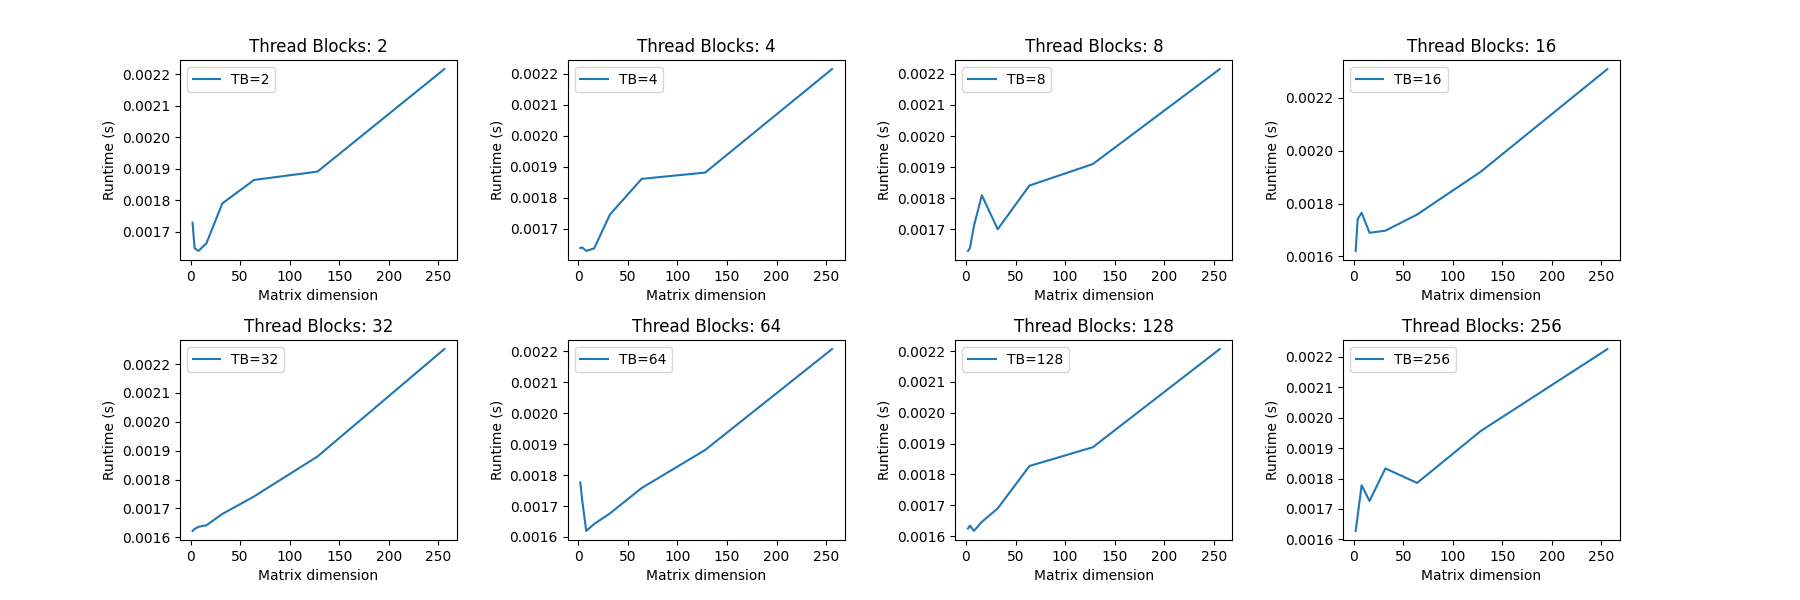 Thread Blocks: 2
TB=2
0.0022
0.0021
0.0020
0.0019
0.0018
0.0017
Runtime (s)
0 50 100 150 200 250
Matrix dimension
Thread Blocks: 4
TB=4
0.0022
0.0021
0.0020
0.0019
0.0018
0.0017
Runtime (s)
0 50 100 150 200 250
Matrix dimension
Thread Blocks: 8
TB=8
0.0022
0.0021
0.0020
0.0019
0.0018
0.0017
Runtime (s)
0 50 100 150 200 250
Matrix dimension
Thread Blocks: 16
TB=16
0.0022
0.0020
0.0018
0.0016
Runtime (s)
0 50 100 150 200 250
Matrix dimension
Thread Blocks: 32
TB=32
0.0022
0.0021
0.0020
0.0019
0.0018
0.0017
0.0016
Runtime (s)
0 50 100 150 200 250
Matrix dimension
Thread Blocks: 64
TB=64
0.0022
0.0021
0.0020
0.0019
0.0018
0.0017
0.0016
Runtime (s)
0 50 100 150 200 250
Matrix dimension
Thread Blocks: 128
TB=128
0.0022
0.0021
0.0020
0.0019
0.0018
0.0017
0.0016
Runtime (s)
0 50 100 150 200 250
Matrix dimension
Thread Blocks: 256
TB=256
0.0022
0.0021
0.0020
0.0019
0.0018
0.0017
0.0016
Runtime (s)
0 50 100 150 200 250
Matrix dimension